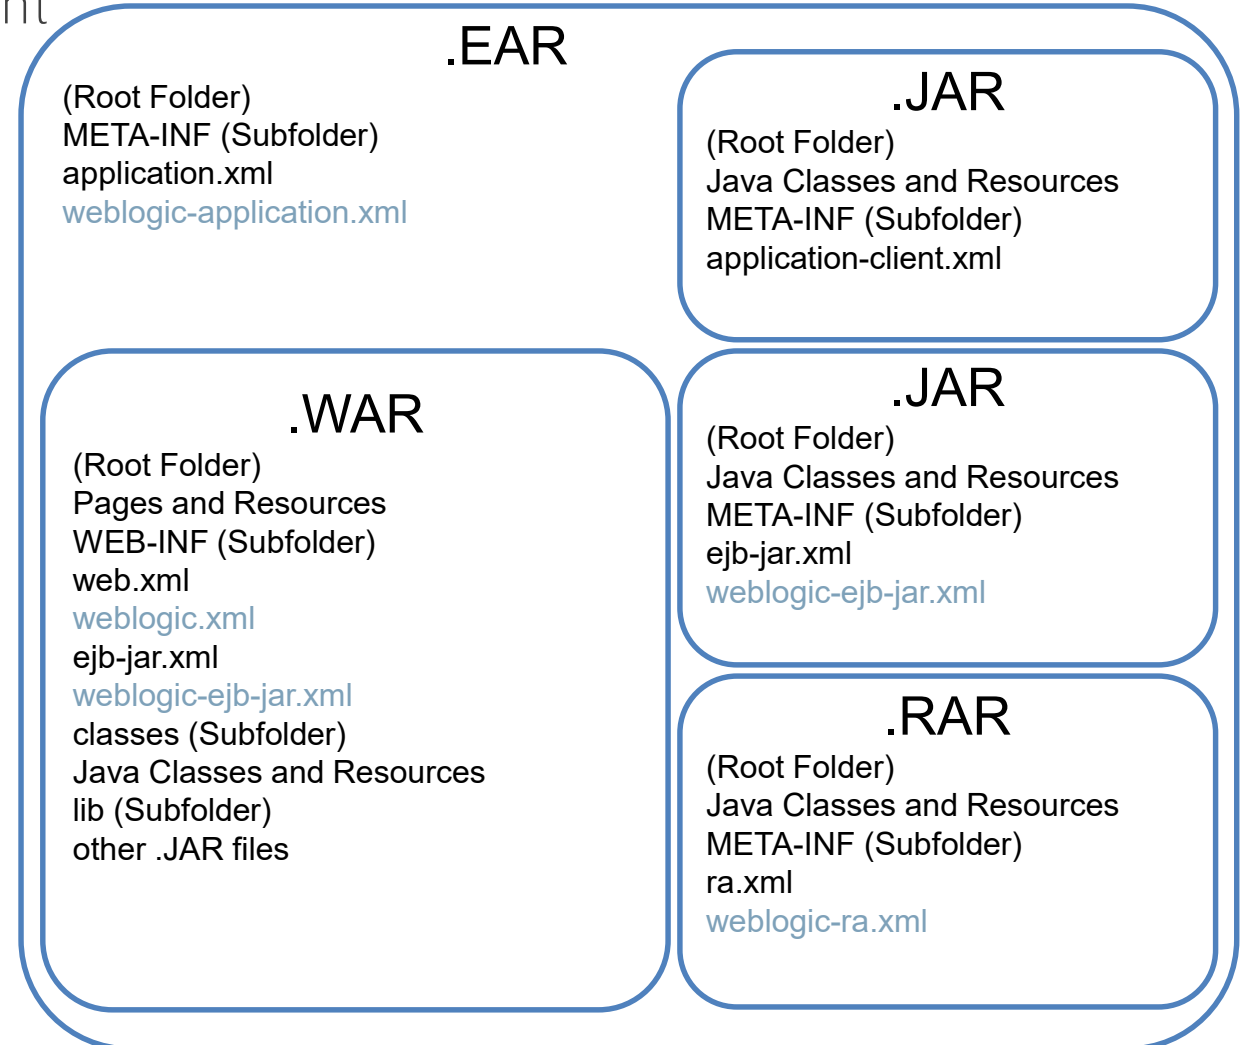 nt
.EAR
(Root Folder)
META-INF (Subfolder)
application.xml
weblogic-application.xml
.JAR
(Root Folder)
Java Classes and Resources
META-INF (Subfolder)
application-client.xml
.WAR
(Root Folder)
Pages and Resources
WEB-INF (Subfolder)
web.xml
weblogic.xml
ejb-jar.xml
weblogic-ejb-jar.xml
classes (Subfolder)
Java Classes and Resources
lib (Subfolder)
other .JAR files
.JAR
(Root Folder)
Java Classes and Resources
META-INF (Subfolder)
ejb-jar.xml
weblogic-ejb-jar.xml
.RAR
(Root Folder)
Java Classes and Resources
META-INF (Subfolder)
ra.xml
weblogic-ra.xml